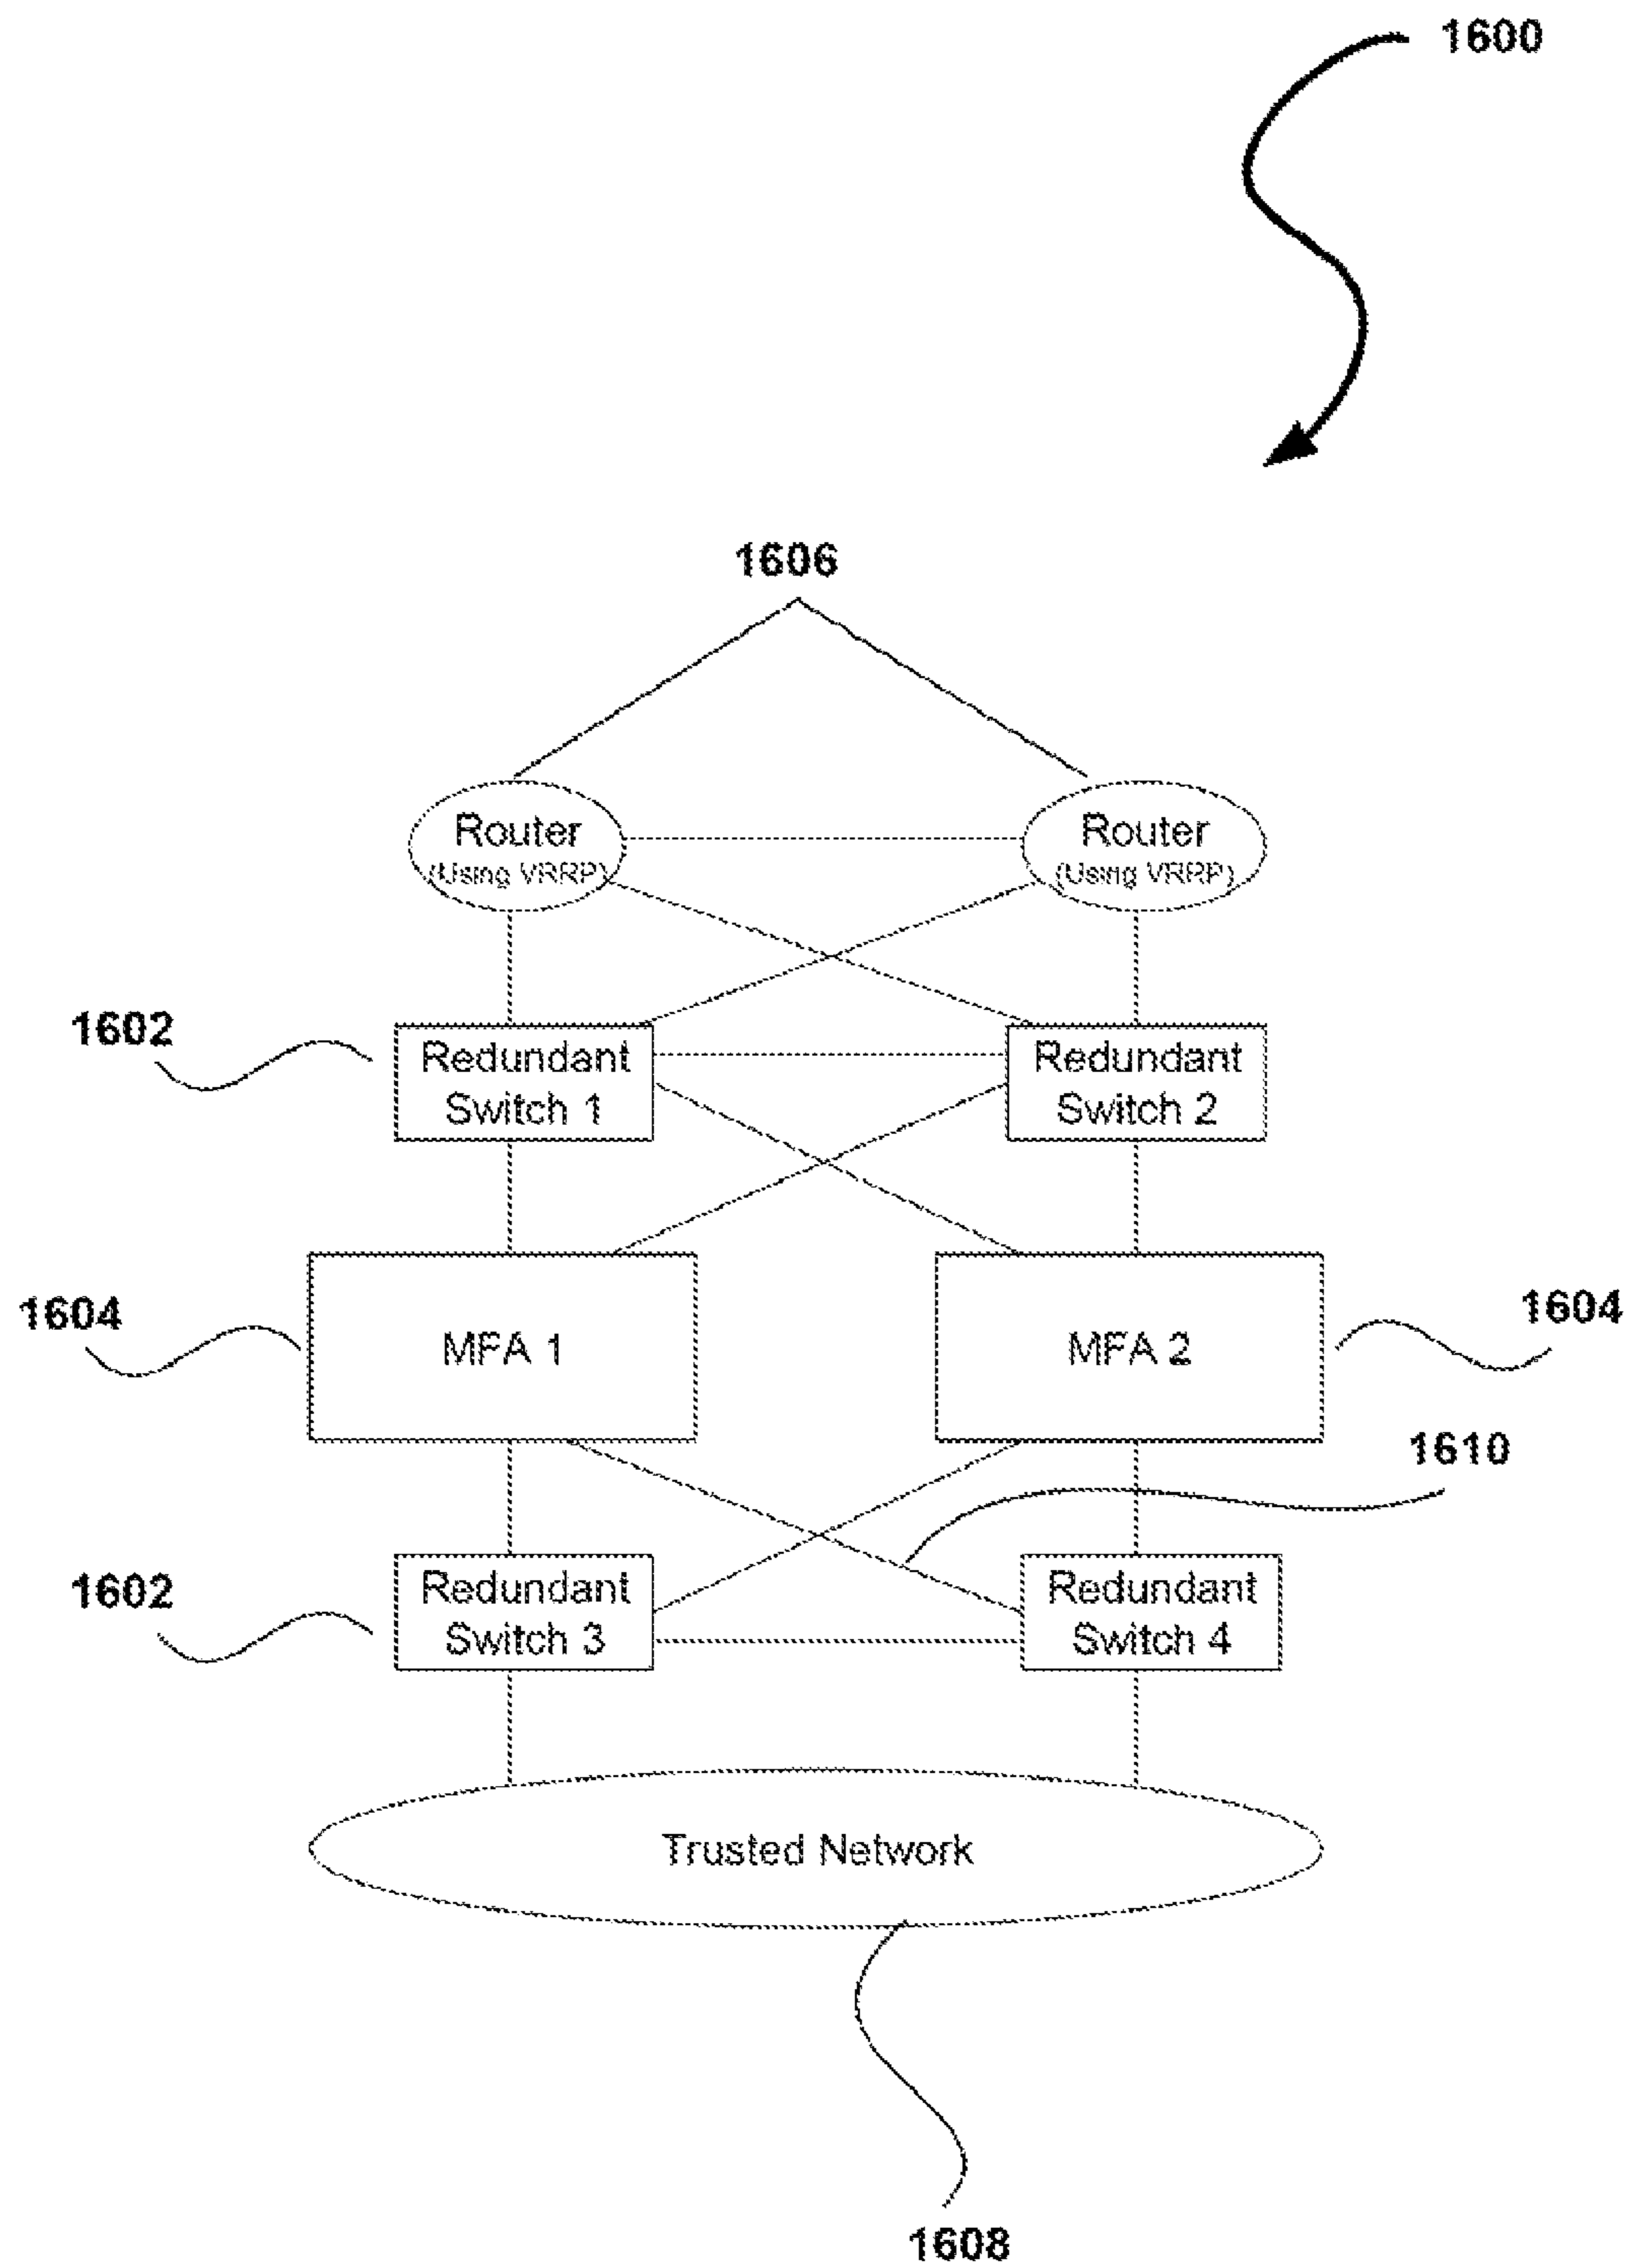 1600
1606
Router
(Using VRRP)
Router
(Using VRRP)
1602
Redundant
Switch 1
Redundant
Switch 2
1604
MFA 1
MFA 2
1604
1610
1602
Redundant
Switch 3
Redundant
Switch 4
Trusted Network
1608